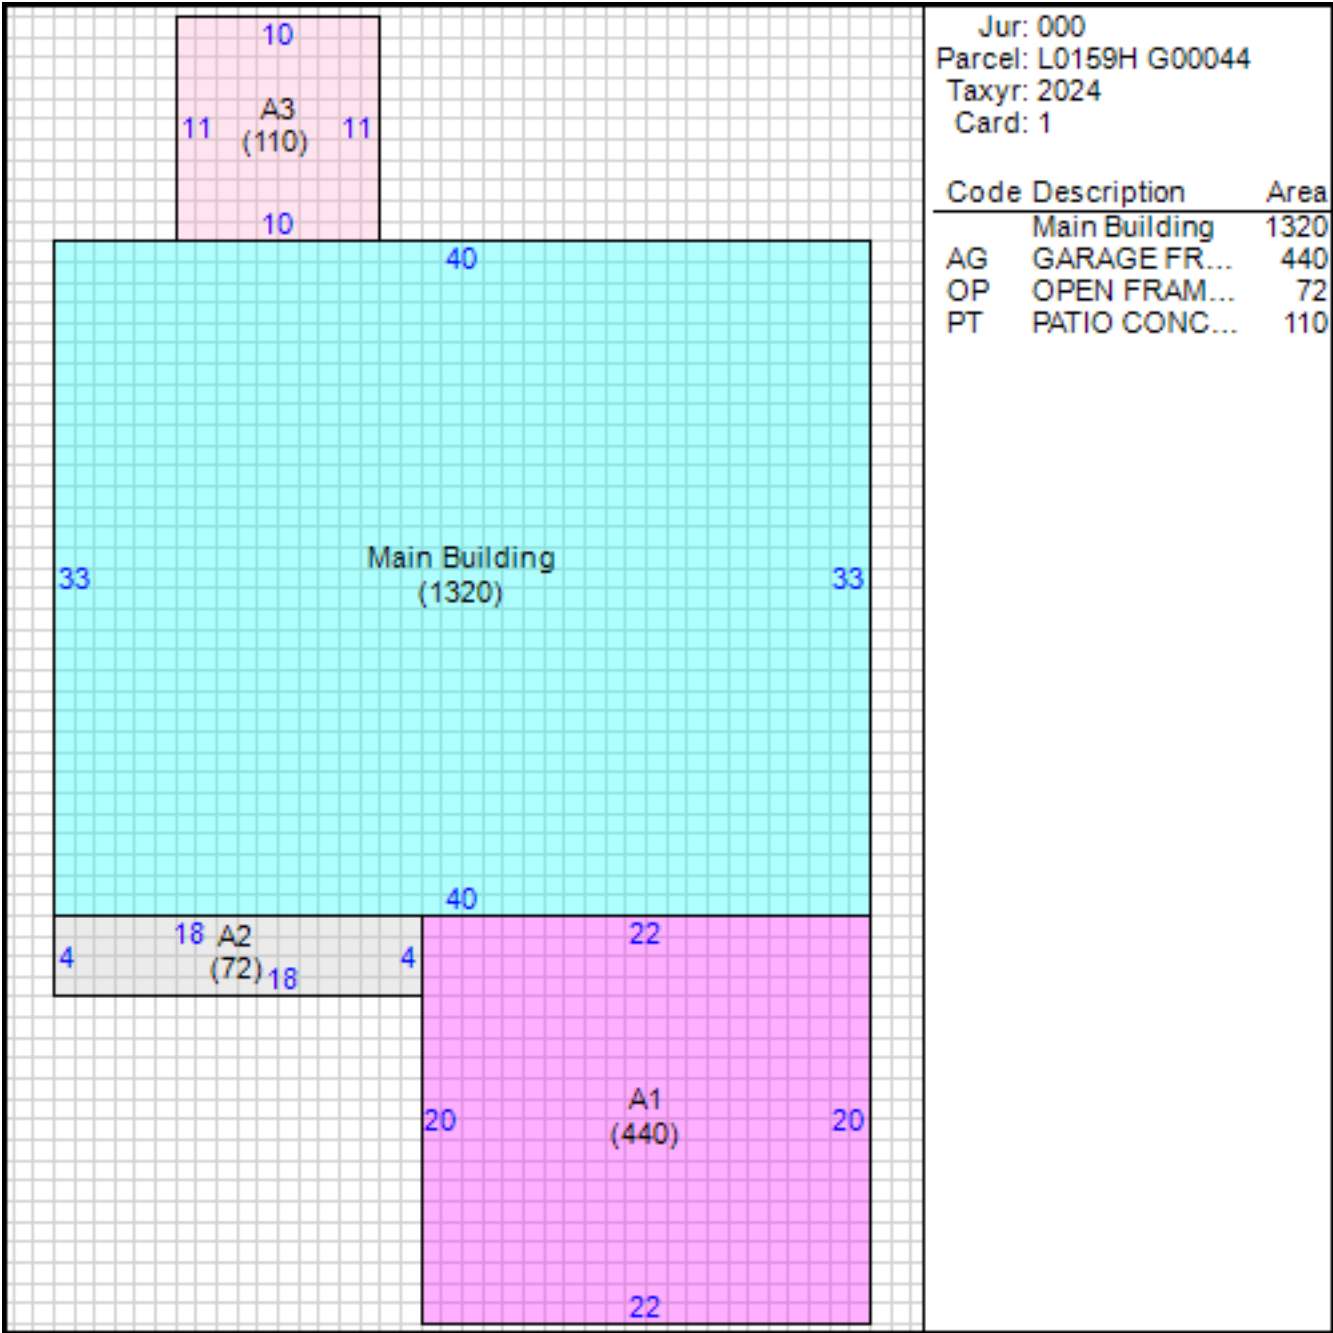 10
A3
11 11
(110)
10
40
Main Building
33 33
(1320)
40
18 A2 22
4 4
(72) 18
A1
20 20
(440)
22
Jur: 000
Parcel: L0159H G00044
Taxyr: 2024
Card: 1
Code Description Area
Main Building 1320
AG GARAGE FR... 440
OP OPEN FRAM... 72
PT PATIO CONC... 110